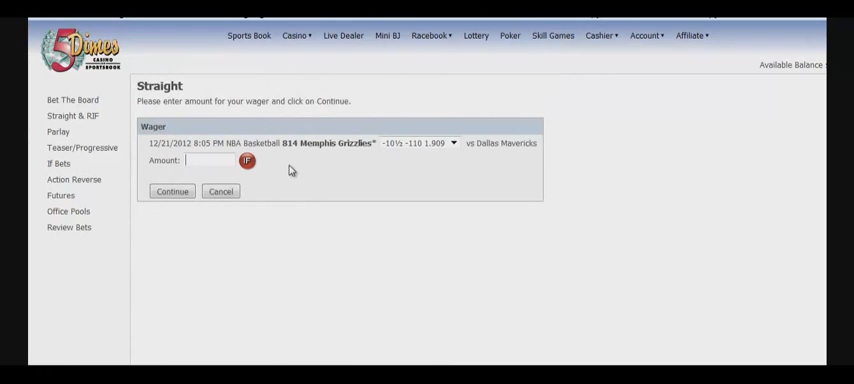 5 Dimes
CASINO
SPORTSBOOK
Sports Book Casino Live Dealer Mini BJ Racebook Lottery Poker Skill Games Cashier Account Affiliate
Available Balance
Bet The Board
Straight & RIF
Parlay
Teaser/Progressive
If Bets
Action Reverse
Futures
Office Pools
Review Bets
Straight
Please enter amount for your wager and click on Continue.
Wager
12/21/2012 8:05 PM NBA Basketball 814 Memphis Grizzlies* -10½ -110 1.909 vs Dallas Mavericks
Amount: IF
Continue Cancel